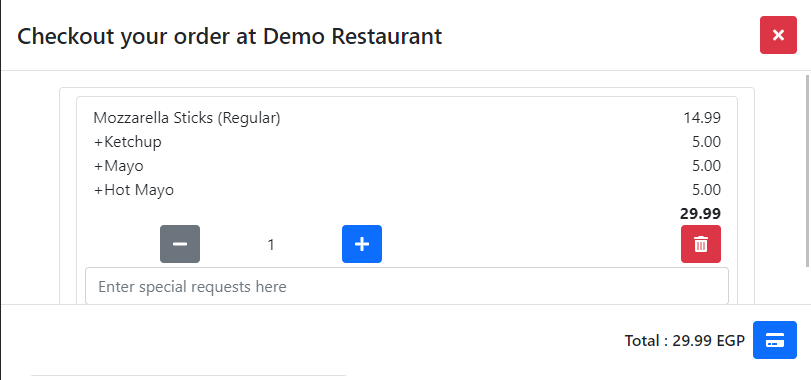 Checkout your order at Demo Restaurant
Mozzarella Sticks (Regular) 14.99
+Ketchup 5.00
+Mayo 5.00
+Hot Mayo 5.00
29.99
1
Enter special requests here
Total : 29.99 EGP